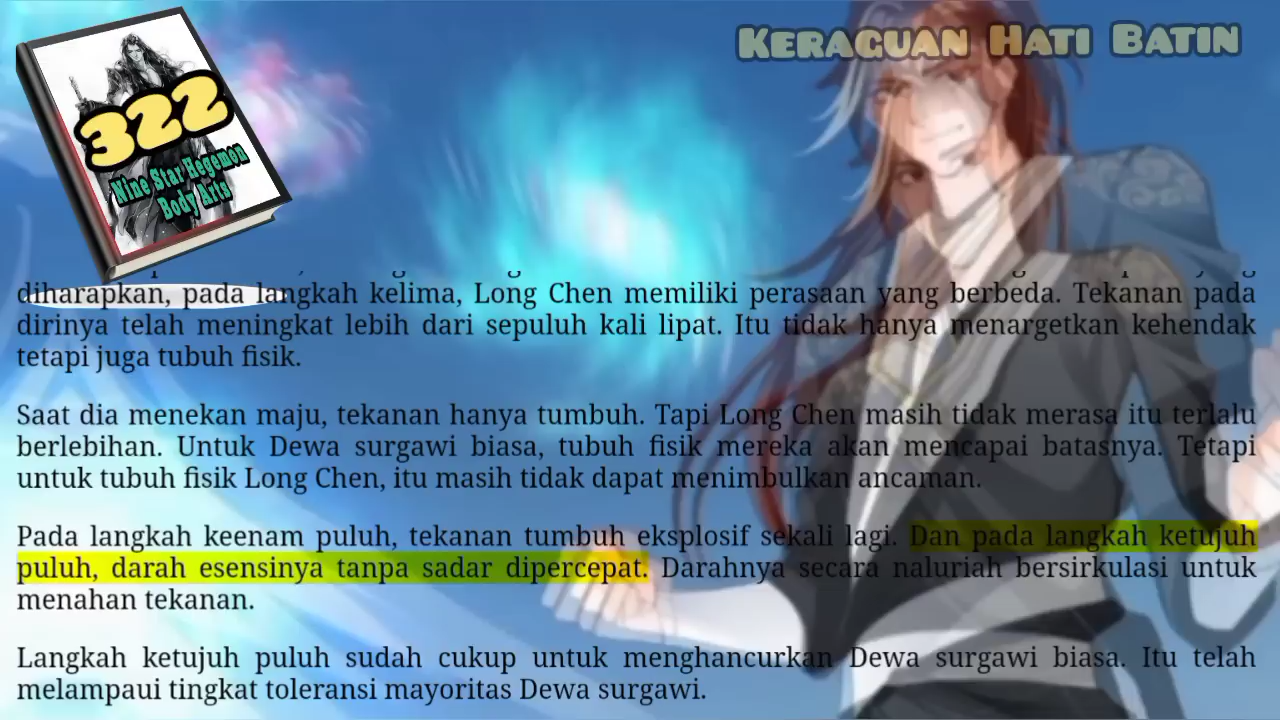 Keraguan Hati Batin
322
Nine Star Hegemon
Body Arts
diharapkan, pada langkah kelima, Long Chen memiliki perasaan yang berbeda. Tekanan pada
dirinya telah meningkat lebih dari sepuluh kali lipat. Itu tidak hanya menargetkan kehendak
tetapi juga tubuh fisik.
Saat dia menekan maju, tekanan hanya tumbuh. Tapi Long Chen masih tidak merasa itu terlalu
berlebihan. Untuk Dewa surgawi biasa, tubuh fisik mereka akan mencapai batasnya. Tetapi
untuk tubuh fisik Long Chen, itu masih tidak dapat menimbulkan ancaman.
Pada langkah keenam puluh, tekanan tumbuh eksplosif sekali lagi. Dan pada langkah ketujuh
puluh, darah esensinya tanpa sadar dipercepat. Darahnya secara naluriah bersirkulasi untuk
menahan tekanan.
Langkah ketujuh puluh sudah cukup untuk menghancurkan Dewa surgawi biasa. Itu telah
melampaui tingkat toleransi mayoritas Dewa surgawi.